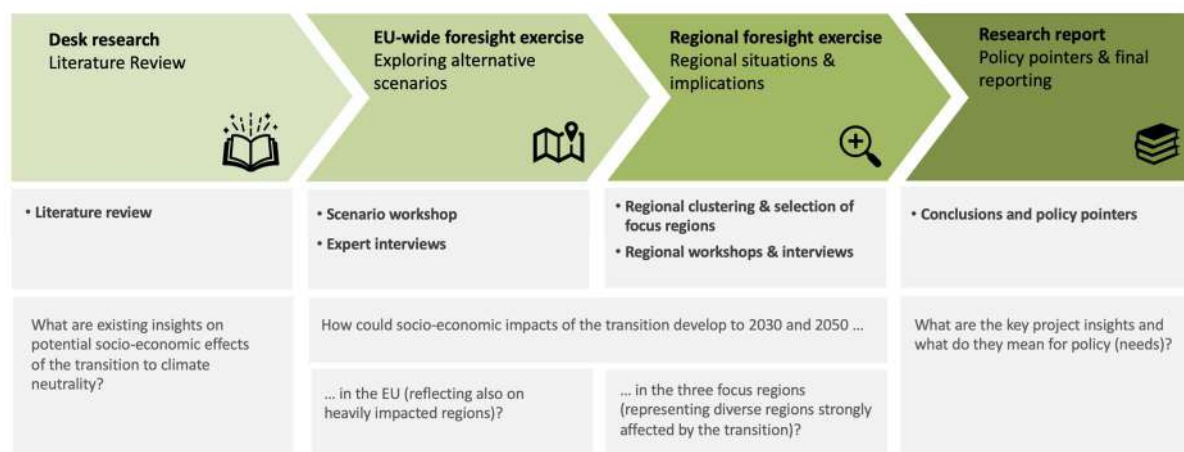 Desk research
Literature Review
EU-wide foresight exercise
Exploring alternative
scenarios
Regional foresight exercise
Regional situations &
implications
Research report
Policy pointers & final
reporting
• Literature review
• Scenario workshop
• Expert interviews
• Regional clustering & selection of
focus regions
• Regional workshops & interviews
• Conclusions and policy pointers
What are existing insights on
potential socio-economic effects
of the transition to climate
neutrality?
How could socio-economic impacts of the transition develop to 2030 and 2050 ...
... in the EU (reflecting also on
heavily impacted regions)?
... in the three focus regions
(representing diverse regions strongly
affected by the transition)?
What are the key project insights and
what do they mean for policy (needs)?